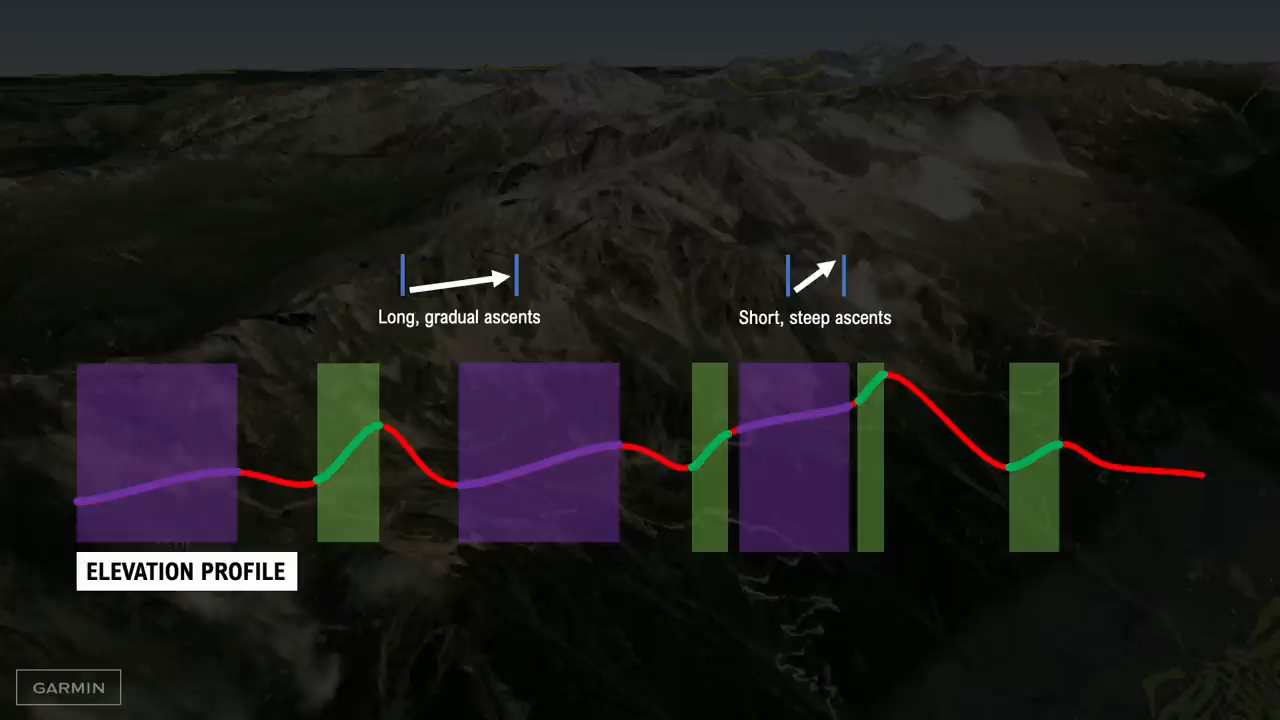 Long, gradual ascents
Short, steep ascents
ELEVATION PROFILE
GARMIN